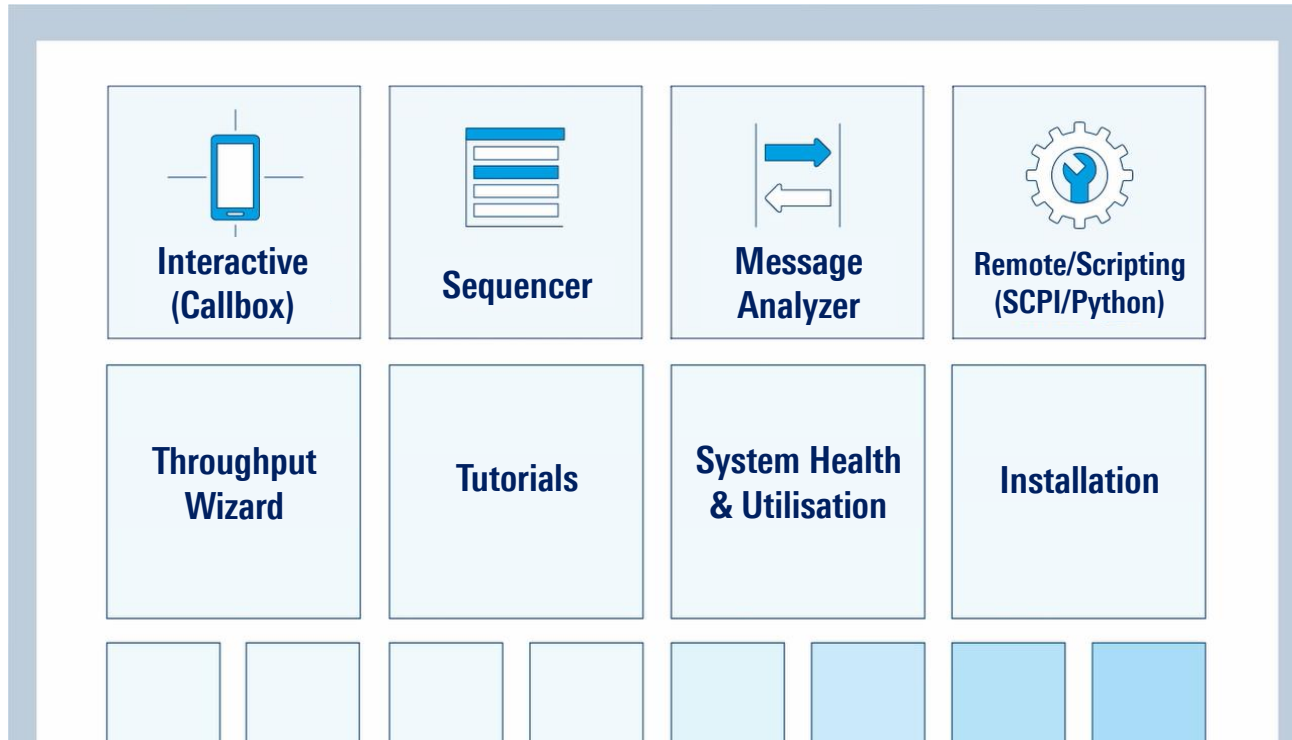 Interactive
(Callbox)
Sequencer
Message
Analyzer
Remote/Scripting
(SCPI/Python)
Throughput
Wizard
Tutorials
System Health
& Utilisation
Installation